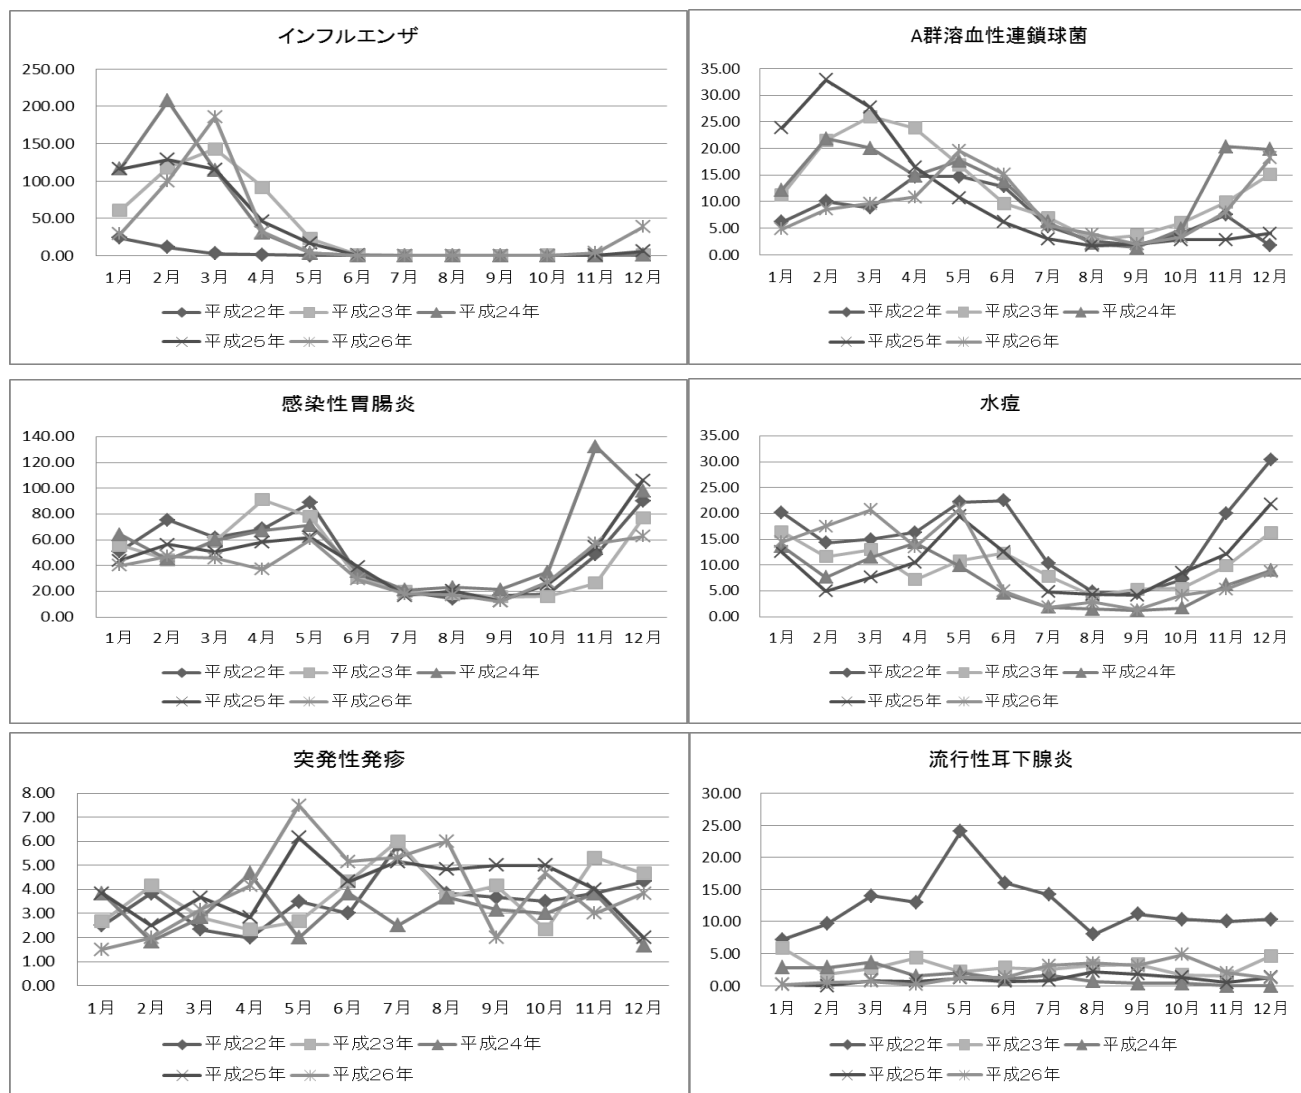 インフルエンザ
250.00
200.00
150.00
100.00
50.00
0.00
1月 2月 3月 4月 5月 6月 7月 8月 9月 10月 11月 12月
平成22年 平成23年 平成24年
平成25年 平成26年
A群溶血性連鎖球菌
35.00
30.00
25.00
20.00
15.00
10.00
5.00
0.00
1月 2月 3月 4月 5月 6月 7月 8月 9月 10月 11月 12月
平成22年 平成23年 平成24年
平成25年 平成26年
感染性胃腸炎
140.00
120.00
100.00
80.00
60.00
40.00
20.00
0.00
1月 2月 3月 4月 5月 6月 7月 8月 9月 10月 11月 12月
平成22年 平成23年 平成24年
平成25年 平成26年
水痘
35.00
30.00
25.00
20.00
15.00
10.00
5.00
0.00
1月 2月 3月 4月 5月 6月 7月 8月 9月 10月 11月 12月
平成22年 平成23年 平成24年
平成25年 平成26年
突発性発疹
8.00
7.00
6.00
5.00
4.00
3.00
2.00
1.00
0.00
1月 2月 3月 4月 5月 6月 7月 8月 9月 10月 11月 12月
平成22年 平成23年 平成24年
平成25年 平成26年
流行性耳下腺炎
30.00
25.00
20.00
15.00
10.00
5.00
0.00
1月 2月 3月 4月 5月 6月 7月 8月 9月 10月 11月 12月
平成22年 平成23年 平成24年
平成25年 平成26年